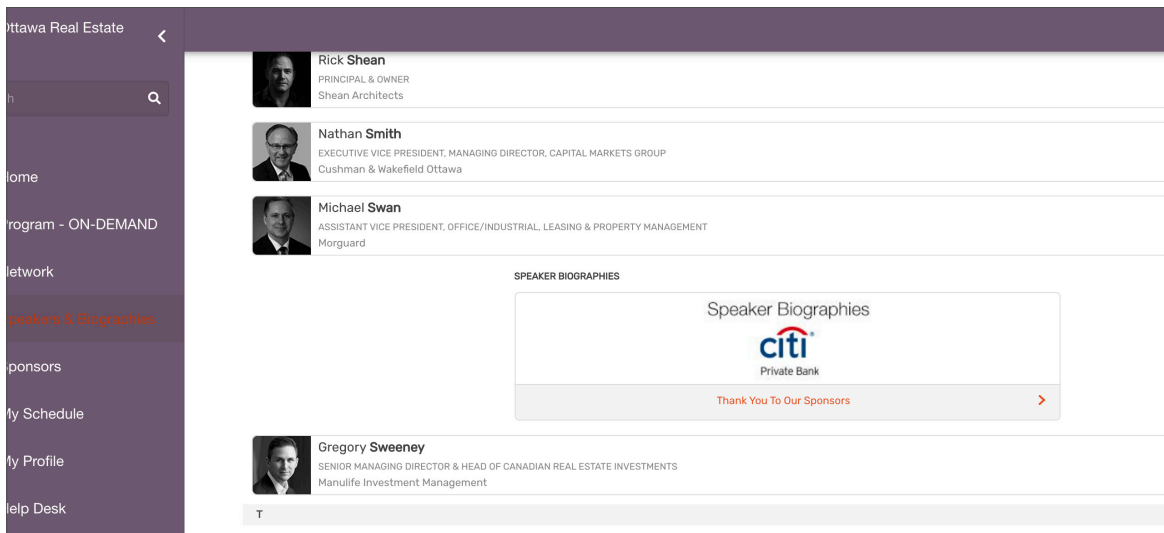 Ottawa Real Estate
h
Home
Program - ON-DEMAND
Network
Speakers & Biographies
Sponsors
My Schedule
My Profile
Help Desk
Rick Shean
PRINCIPAL & OWNER
Shean Architects
Nathan Smith
EXECUTIVE VICE PRESIDENT, MANAGING DIRECTOR, CAPITAL MARKETS GROUP
Cushman & Wakefield Ottawa
Michael Swan
ASSISTANT VICE PRESIDENT, OFFICE/INDUSTRIAL, LEASING & PROPERTY MANAGEMENT
Morguard
SPEAKER BIOGRAPHIES
Speaker Biographies
citi
Private Bank
Thank You To Our Sponsors
Gregory Sweeney
SENIOR MANAGING DIRECTOR & HEAD OF CANADIAN REAL ESTATE INVESTMENTS
Manulife Investment Management
T